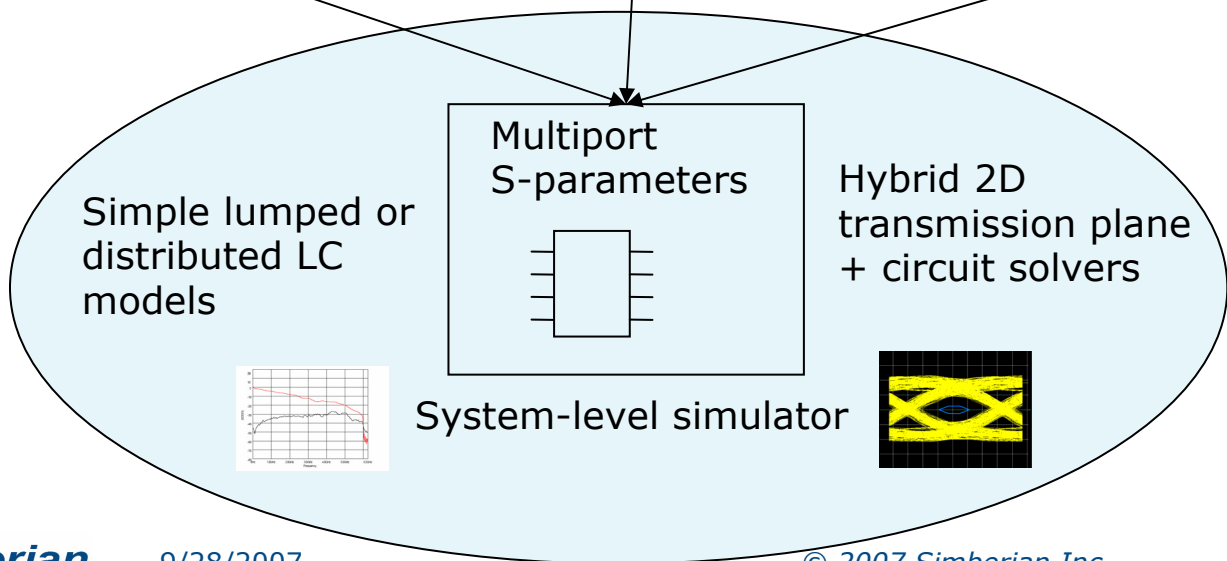 Multiport
S-parameters
Simple lumped or
distributed LC
models
Hybrid 2D
transmission plane
+ circuit solvers
System-level simulator
9/28/2007
© 2007 Simberian Inc